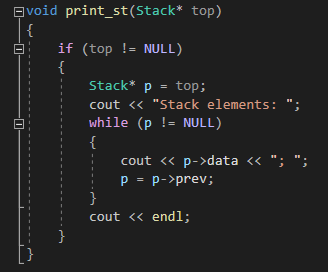 void print_st(Stack* top)
{
    if (top != NULL)
    {
        Stack* p = top;
        cout << "Stack elements: ";
        while (p != NULL)
        {
            cout << p->data << "; ";
            p = p->prev;
        }
        cout << endl;
    }
}